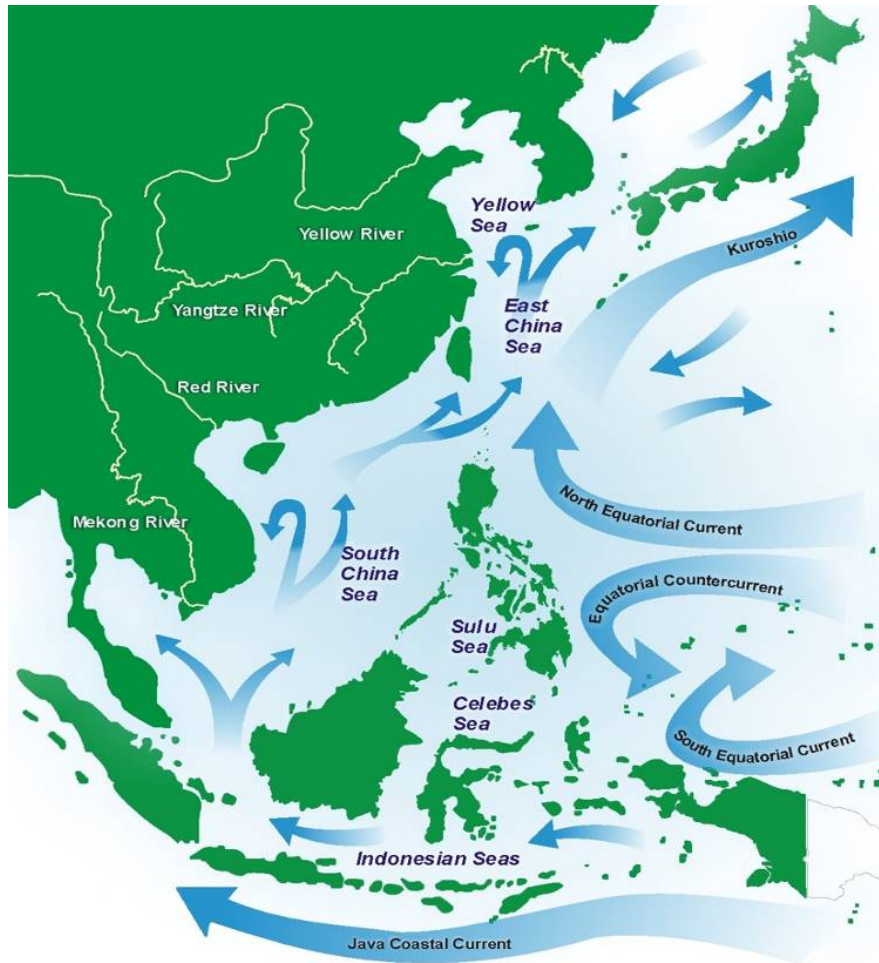 Yellow
Sea
Yellow River
Kuroshio
Yangtze River
East
China
Sea
Red River
North Equatorial Current
Mekong River
South
China
Sea
Equatorial Countercurrent
Sulu
Sea
Celebes
Sea
South Equatorial Current
Indonesian Seas
Java Coastal Current